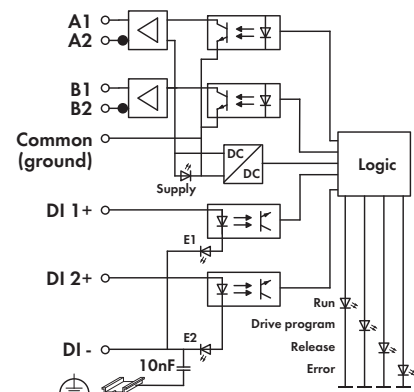 A1
A2
B1
B2
Common
(ground)
DC
DC
Supply
Logic
DI 1+
E1
DI 2+
E2
DI -
10nF
Run
Drive program
Release
Error